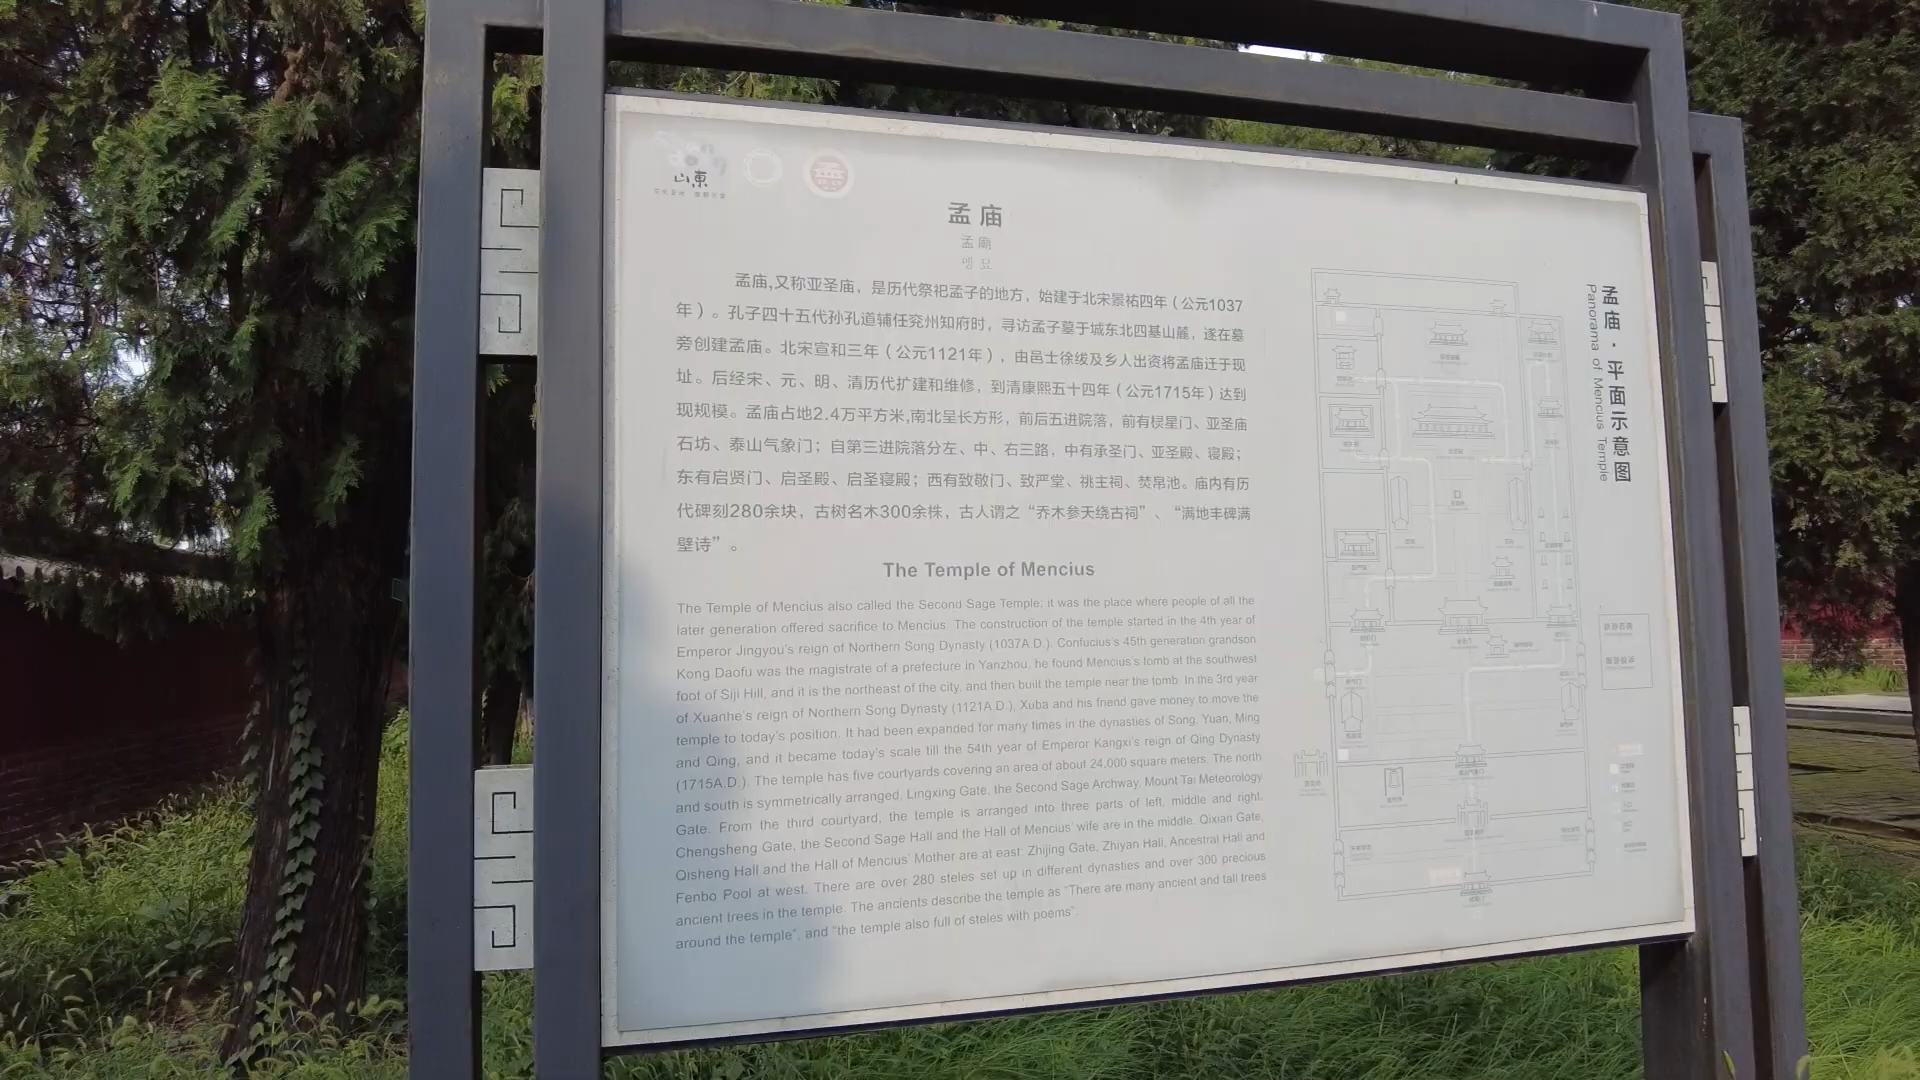 山東
孟庙
孟廟
맹묘
孟庙,又称亚圣庙，是历代祭祀孟子的地方，始建于北宋景祐四年（公元1037
年）。孔子四十五代孙孔道辅任兖州知府时，寻访孟子墓于城东北四基山麓，遂在墓
旁创建孟庙。北宋宣和三年（公元1121年），由邑士徐绂及乡人出资将孟庙迁于现
址。后经宋、元、明、清历代扩建和维修，到清康熙五十四年（公元1715年）达到
现规模。孟庙占地2.4万平方米,南北呈长方形，前后五进院落，前有棂星门、亚圣庙
石坊、泰山气象门；自第三进院落分左、中、右三路，中有承圣门、亚圣殿、寝殿；
东有启贤门、启圣殿、启圣寝殿；西有致敬门、致严堂、祧主祠、焚帛池。庙内有历
代碑刻280余块，古树名木300余株，古人谓之“乔木参天绕古祠”、“满地丰碑满
壁诗”。
The Temple of Mencius
The Temple of Mencius also called the Second Sage Temple; it was the place where people of all the
later generation offered sacrifice to Mencius. The construction of the temple started in the 4th year of
Emperor Jingyou's reign of Northern Song Dynasty (1037A.D.). Confucius's 45th generation grandson
Kong Daofu was the magistrate of a prefecture in Yanzhou, he found Mencius's tomb at the southwest
foot of Siji Hill, and it is the northeast of the city, and then built the temple near the tomb. In the 3rd year
of Xuanhe's reign of Northern Song Dynasty (1121A.D.), Xuba and his friend gave money to move the
temple to today's position. It had been expanded for many times in the dynasties of Song, Yuan, Ming
and Qing, and it became today's scale till the 54th year of Emperor Kangxi's reign of Qing Dynasty
(1715A.D.). The temple has five courtyards covering an area of about 24,000 square meters. The north
and south is symmetrically arranged, Lingxing Gate, the Second Sage Archway, Mount Tai Meteorology
Gate. From the third courtyard, the temple is arranged into three parts of left, middle and right,
Chengsheng Gate, the Second Sage Hall and the Hall of Mencius' wife are in the middle. Qixian Gate,
Qisheng Hall and the Hall of Mencius' Mother are at east; Zhijing Gate, Zhiyan Hall, Ancestral Hall and
Fenbo Pool at west. There are over 280 steles set up in different dynasties and over 300 precious
ancient trees in the temple. The ancients describe the temple as “There are many ancient and tall trees
around the temple”, and “the temple also full of steles with poems”.
孟庙·平面示意图
Panorama of Mencius Temple